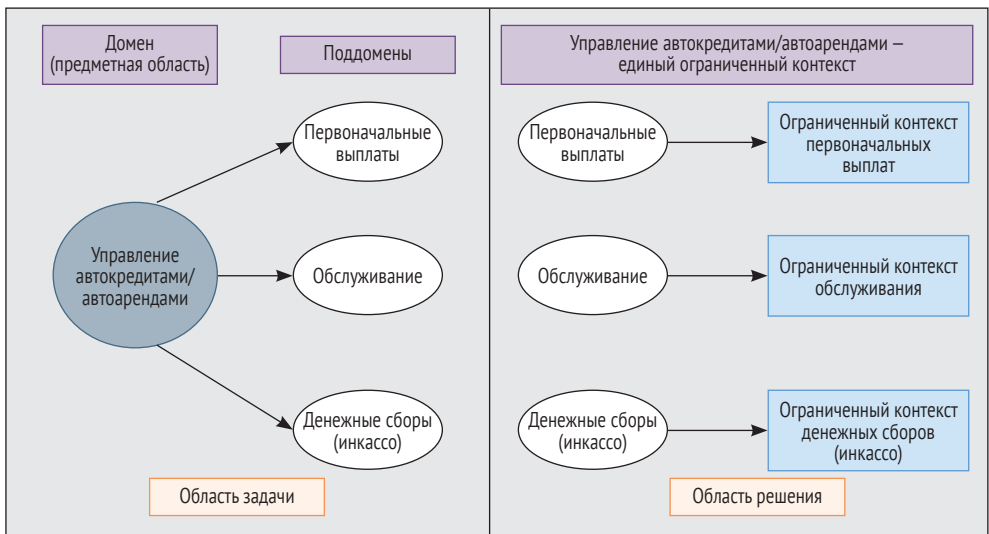 Домен
(предметная область)
Поддомены
Первоначальные
выплаты
Управление
автокредитами/
автоарендами
Обслуживание
Денежные сборы
(инкассо)
Область задачи
Управление автокредитами/автоарендами —
единый ограниченный контекст
Первоначальные
выплаты
Ограниченный контекст
первоначальных
выплат
Обслуживание
Ограниченный контекст
обслуживания
Денежные сборы
(инкассо)
Ограниченный контекст
денежных сборов
(инкассо)
Область решения